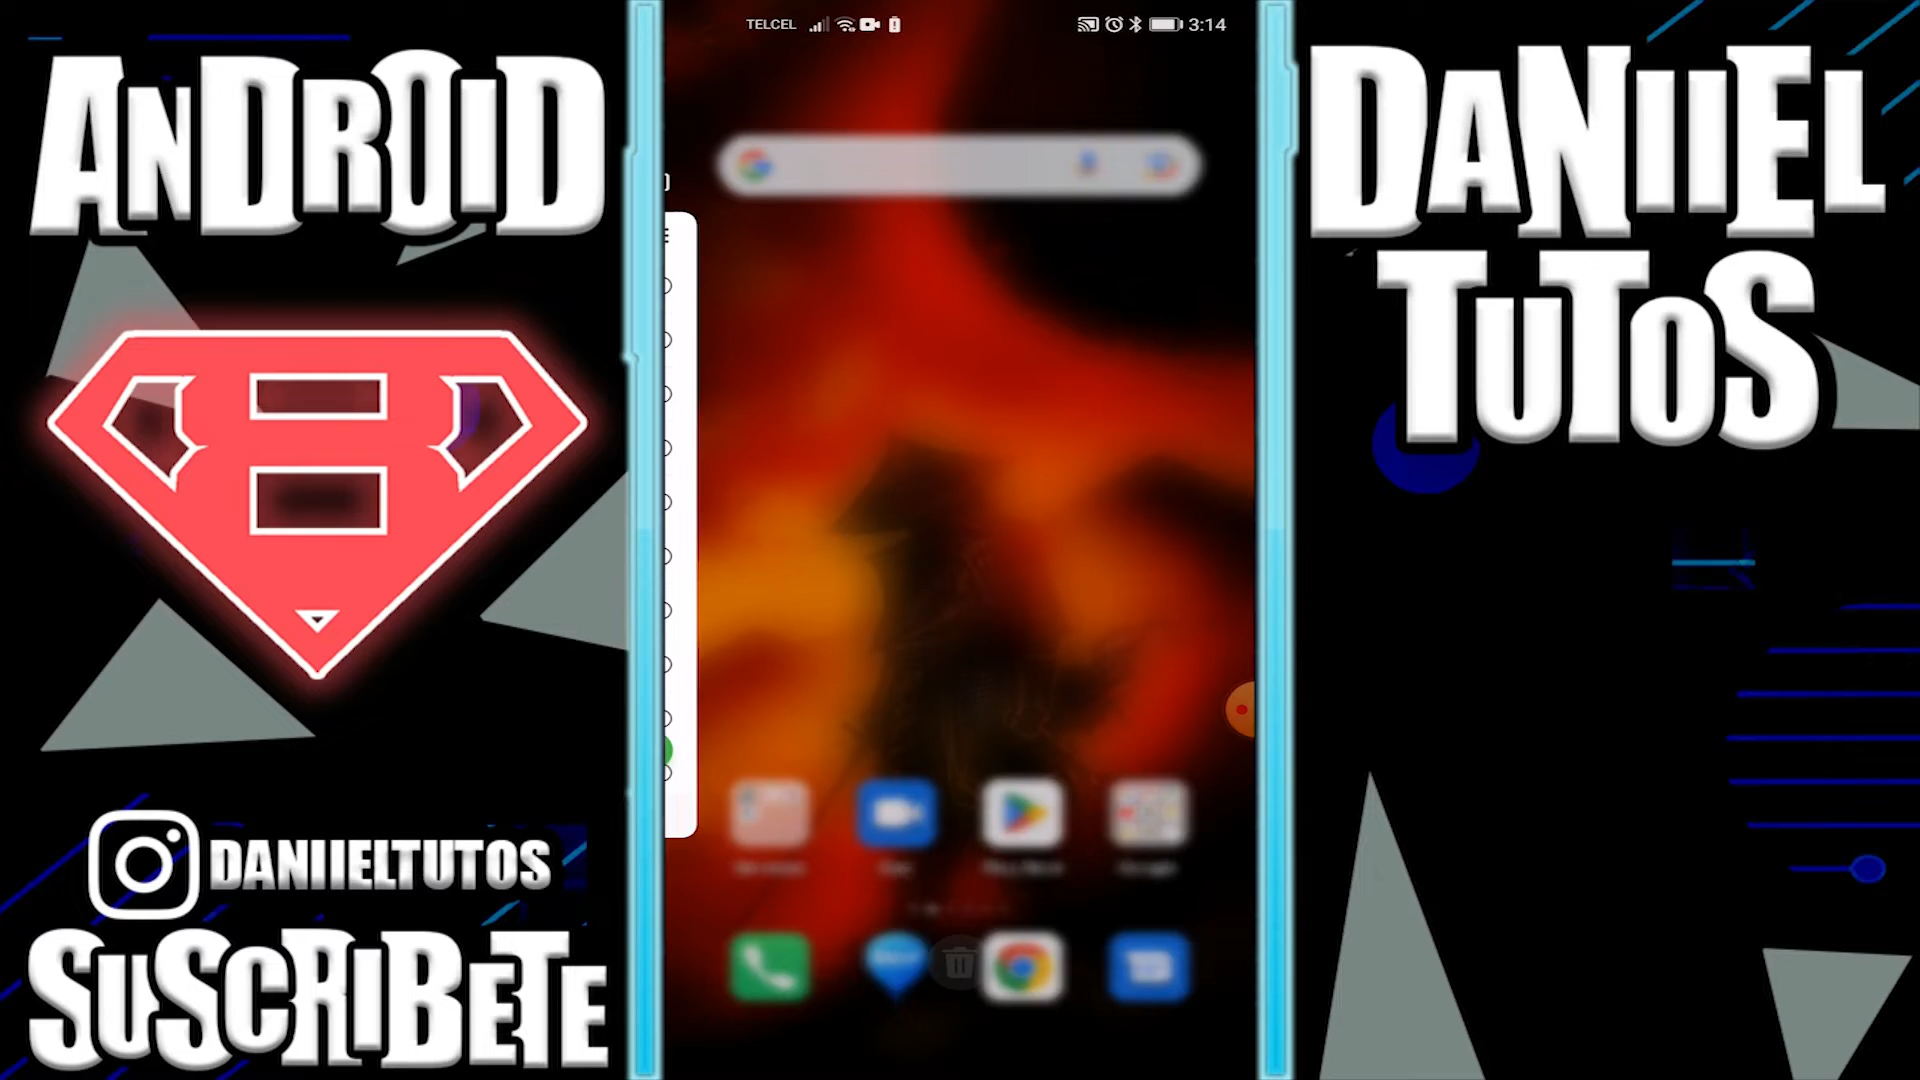 ANDROID
TELCEL
3:14
DANIIEL
TUTOS
DANIIELTUTOS
SUSCRIBETE